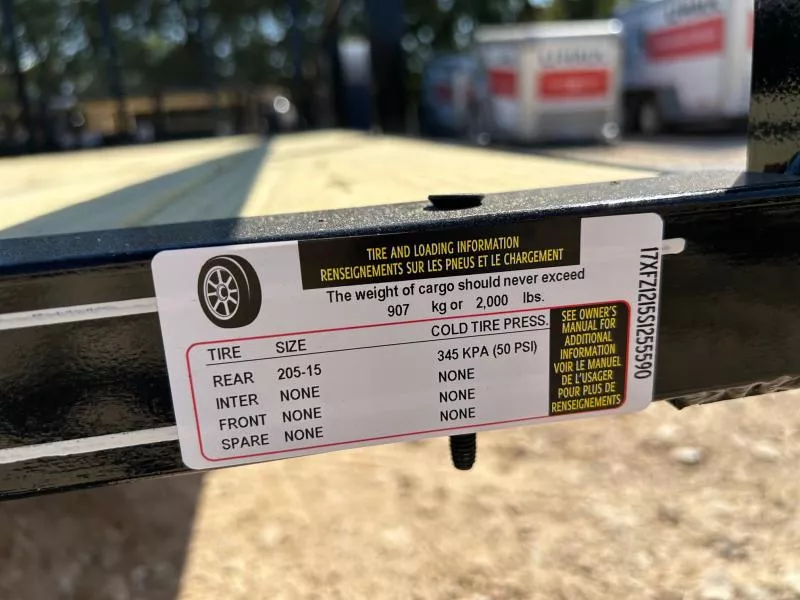 TIRE AND LOADING INFORMATION
RENSEIGNEMENTS SUR LES PNEUS ET LE CHARGEMENT
The weight of cargo should never exceed
907 kg or 2,000 lbs.
TIRE SIZE COLD TIRE PRESS.
REAR 205-15 345 KPA (50 PSI)
INTER NONE NONE
FRONT NONE NONE
SPARE NONE NONE
SEE OWNER'S
MANUAL FOR
ADDITIONAL
INFORMATION
VOIR LE MANUEL
DE L'USAGER
POUR PLUS DE
RENSEIGNEMENTS
17XFZ1215S1255590